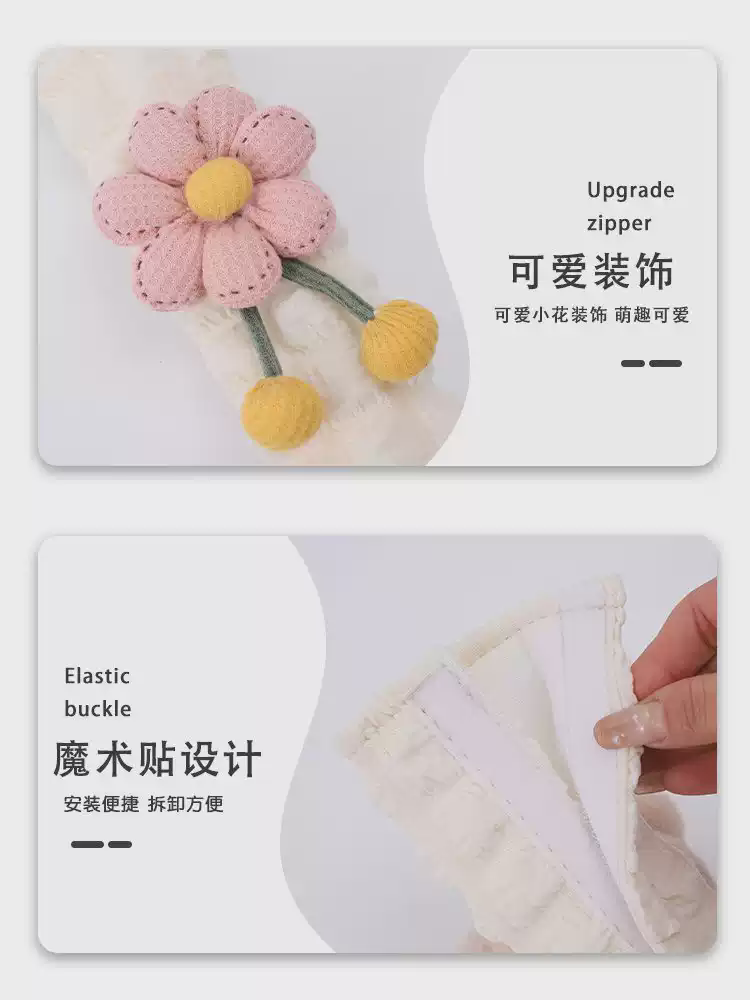 Upgrade
zipper
可爱装饰
可爱小花装饰 萌趣可爱
Elastic
buckle
魔术贴设计
安装便捷 拆卸方便